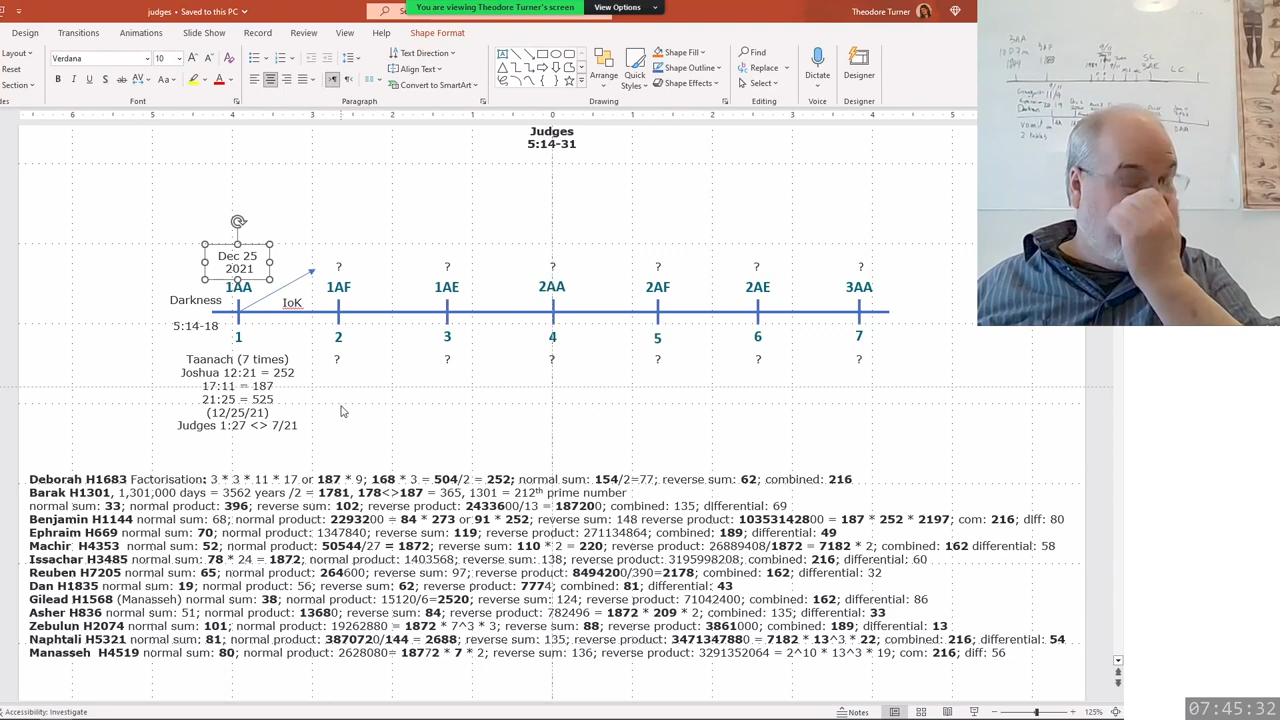 judges • Saved to this PC
You are viewing Theodore Turner's screen
View Options
Theodore Turner
Design Transitions Animations Slide Show Record Review View Help Shape Format
Layout
Reset
Section
Verdana 10
Text Direction
Align Text
Convert to SmartArt
Arrange
Quick Styles
Shape Fill
Shape Outline
Shape Effects
Find
Replace
Select
Dictate
Designer
Font Paragraph Drawing Editing Voice Designer
Judges
5:14-31
Dec 25
2021
? ? ? ? ? ?
1AA 1AF 1AE 2AA 2AF 2AE 3AA
Darkness
IoK
5:14-18
1 2 3 4 5 6 7
Taanach (7 times) ? ? ? ? ? ?
Joshua 12:21 = 252
17:11 = 187
21:25 = 525
(12/25/21)
Judges 1:27 <> 7/21
Deborah H1683 Factorisation: 3 * 3 * 11 * 17 or 187 * 9; 168 * 3 = 504/2 = 252; normal sum: 154/2=77; reverse sum: 62; combined: 216
Barak H1301, 1,301,000 days = 3562 years /2 = 1781, 178<>187 = 365, 1301 = 212th prime number
normal sum: 33; normal product: 396; reverse sum: 102; reverse product: 2433600/13 = 187200; combined: 135; differential: 69
Benjamin H1144 normal sum: 68; normal product: 2293200 = 84 * 273 or 91 * 252; reverse sum: 148 reverse product: 10353142800 = 187 * 252 * 2197; com: 216; diff: 80
Ephraim H669 normal sum: 70; normal product: 1347840; reverse sum: 119; reverse product: 271134864; combined: 189; differential: 49
Machir H4353 normal sum: 52; normal product: 50544/27 = 1872; reverse sum: 110 * 2 = 220; reverse product: 26889408/1872 = 7182 * 2; combined: 162 differential: 58
Issachar H3485 normal sum: 78 * 24 = 1872; normal product: 1403568; reverse sum: 138; reverse product: 3195998208; combined: 216; differential: 60
Reuben H7205 normal sum: 65; normal product: 264600; reverse sum: 97; reverse product: 8494200/390=2178; combined: 162; differential: 32
Dan H1835 normal sum: 19; normal product: 56; reverse sum: 62; reverse product: 7774; combined: 81; differential: 43
Gilead H1568 (Manasseh) normal sum: 38; normal product: 15120/6=2520; reverse sum: 124; reverse product: 71042400; combined: 162; differential: 86
Asher H836 normal sum: 51; normal product: 13680; reverse sum: 84; reverse product: 782496 = 1872 * 209 * 2; combined: 135; differential: 33
Zebulun H2074 normal sum: 101; normal product: 19262880 = 1872 * 7^3 * 3; reverse sum: 88; reverse product: 3861000; combined: 189; differential: 13
Naphtali H5321 normal sum: 81; normal product: 3870720/144 = 2688; reverse sum: 135; reverse product: 3471347880 = 7182 * 13^3 * 22; combined: 216; differential: 54
Manasseh H4519 normal sum: 80; normal product: 2628080= 18772 * 7 * 2; reverse sum: 136; reverse product: 3291352064 = 2^10 * 13^3 * 19; com: 216; diff: 56
Accessibility: Investigate
Notes
125%
07:45:32